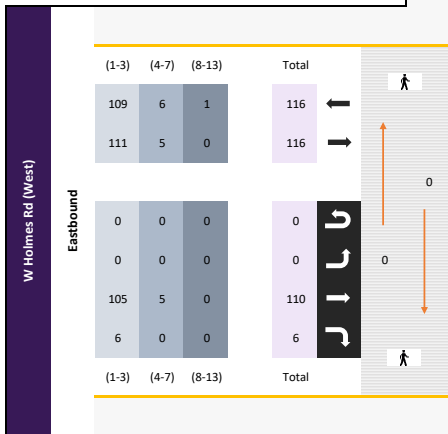 W Holmes Rd (West)
Eastbound
(1-3) (4-7) (8-13) Total
109 6 1 116
111 5 0 116
0
0 0 0 0
0 0 0 0 0
105 5 0 110
6 0 0 6
(1-3) (4-7) (8-13) Total